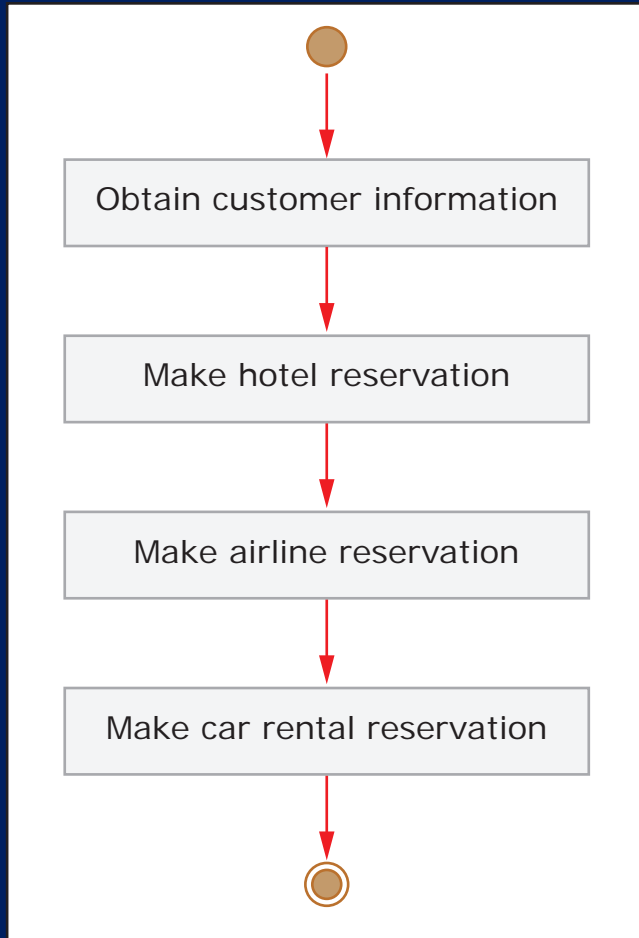 Obtain customer information
Make hotel reservation
Make airline reservation
Make car rental reservation